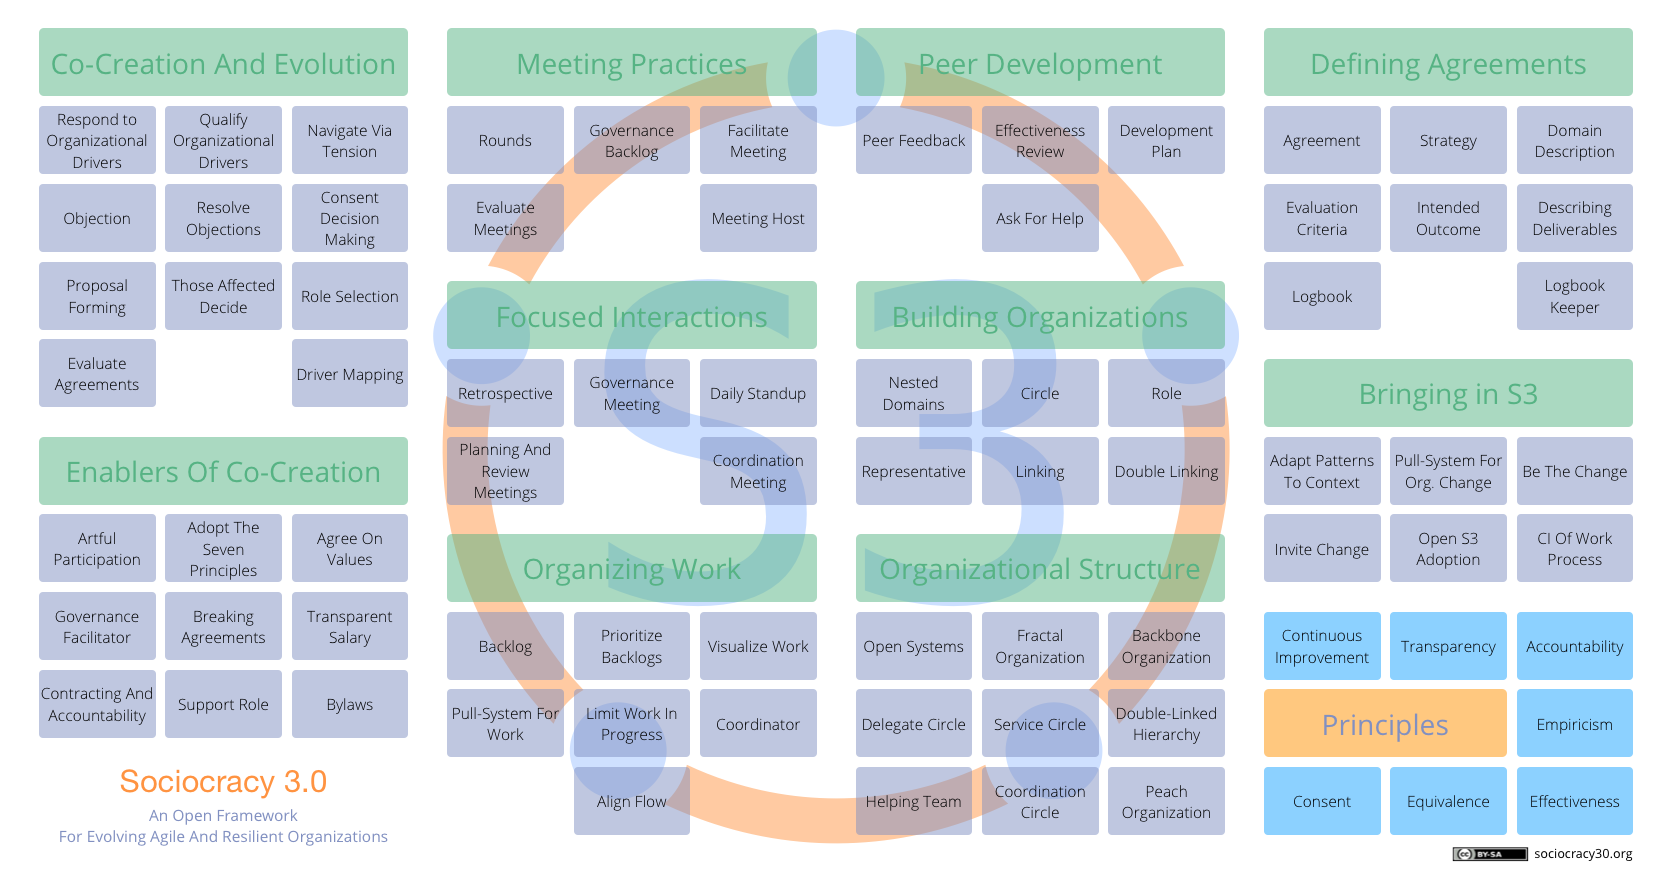 Co-Creation And Evolution
Respond to
Organizational
Drivers
Qualify
Organizational
Drivers
Navigate Via
Tension
Objection
Resolve
Objections
Consent
Decision
Making
Proposal
Forming
Those Affected
Decide
Role Selection
Evaluate
Agreements
Driver Mapping
Enablers Of Co-Creation
Artful
Participation
Adopt The
Seven
Principles
Agree On
Values
Governance
Facilitator
Breaking
Agreements
Transparent
Salary
Contracting And
Accountability
Support Role
Bylaws
Sociocracy 3.0
An Open Framework
For Evolving Agile And Resilient Organizations
Meeting Practices
Rounds
Governance
Backlog
Facilitate
Meeting
Evaluate
Meetings
Meeting Host
S3
Focused Interactions
Retrospective
Governance
Meeting
Daily Standup
Planning And
Review
Meetings
Coordination
Meeting
Organizing Work
Backlog
Prioritize
Backlogs
Visualize Work
Pull-System For
Work
Limit Work In
Progress
Coordinator
Align Flow
Peer Development
Peer Feedback
Effectiveness
Review
Development
Plan
Ask For Help
Building Organizations
Nested
Domains
Circle
Role
Representative
Linking
Double Linking
Organizational Structure
Open Systems
Fractal
Organization
Backbone
Organization
Delegate Circle
Service Circle
Double-Linked
Hierarchy
Helping Team
Coordination
Circle
Peach
Organization
Defining Agreements
Agreement
Strategy
Domain
Description
Evaluation
Criteria
Intended
Outcome
Describing
Deliverables
Logbook
Logbook
Keeper
Bringing in S3
Adapt Patterns
To Context
Pull-System For
Org. Change
Be The Change
Invite Change
Open S3
Adoption
CI Of Work
Process
Continuous
Improvement
Transparency
Accountability
Principles
Empiricism
Consent
Equivalence
Effectiveness
cc BY-SA
sociocracy30.org